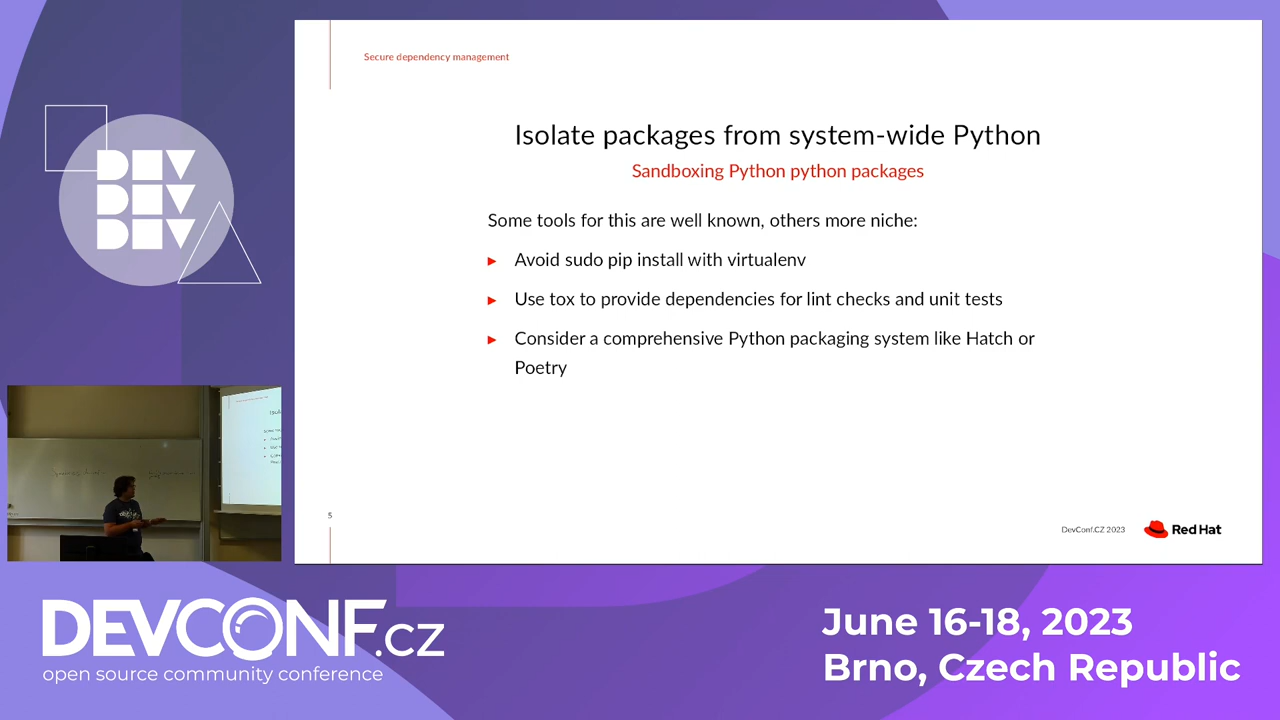 Secure dependency management
Isolate packages from system-wide Python
Sandboxing Python python packages
Some tools for this are well known, others more niche:
Avoid sudo pip install with virtualenv
Use tox to provide dependencies for lint checks and unit tests
Consider a comprehensive Python packaging system like Hatch or
Poetry
5
DevConf.CZ 2023
Red Hat
DEV
DEV
DEV
DEVCONF.CZ
open source community conference
June 16-18, 2023
Brno, Czech Republic